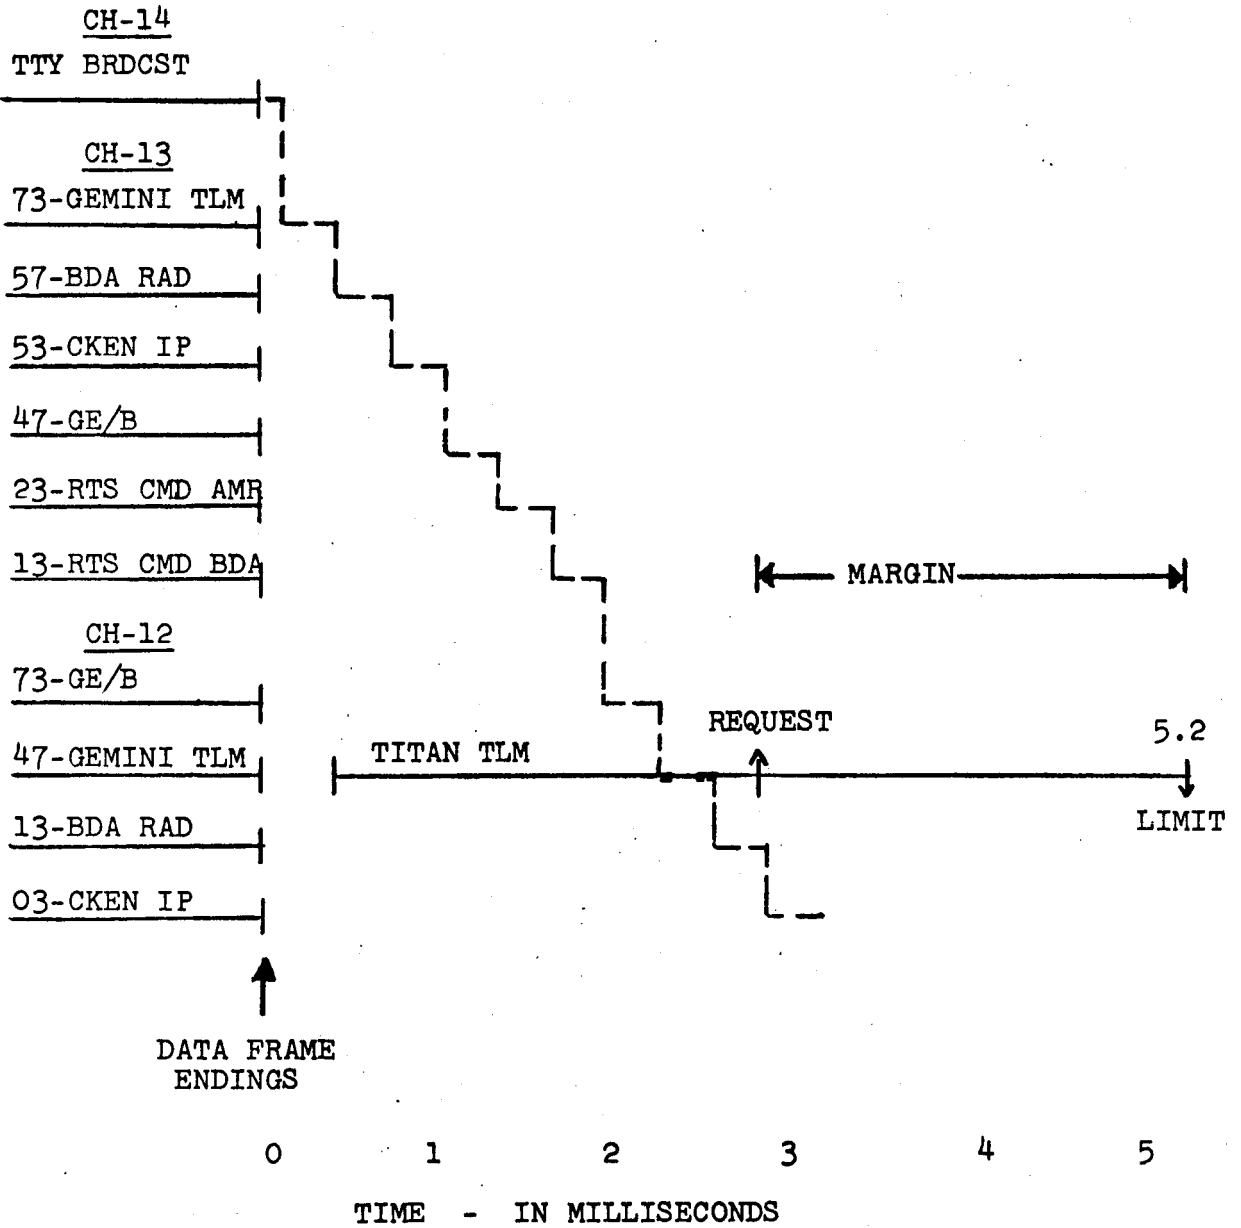 CH-14
TTY BRDCST
CH-13
73-GEMINI TLM
57-BDA RAD
53-CKEN IP
47-GE/B
23-RTS CMD AMR
13-RTS CMD BDA
MARGIN
CH-12
73-GE/B
REQUEST
5.2
47-GEMINI TLM
TITAN TLM
LIMIT
13-BDA RAD
03-CKEN IP
DATA FRAME
ENDINGS
0 1 2 3 4 5
TIME - IN MILLISECONDS